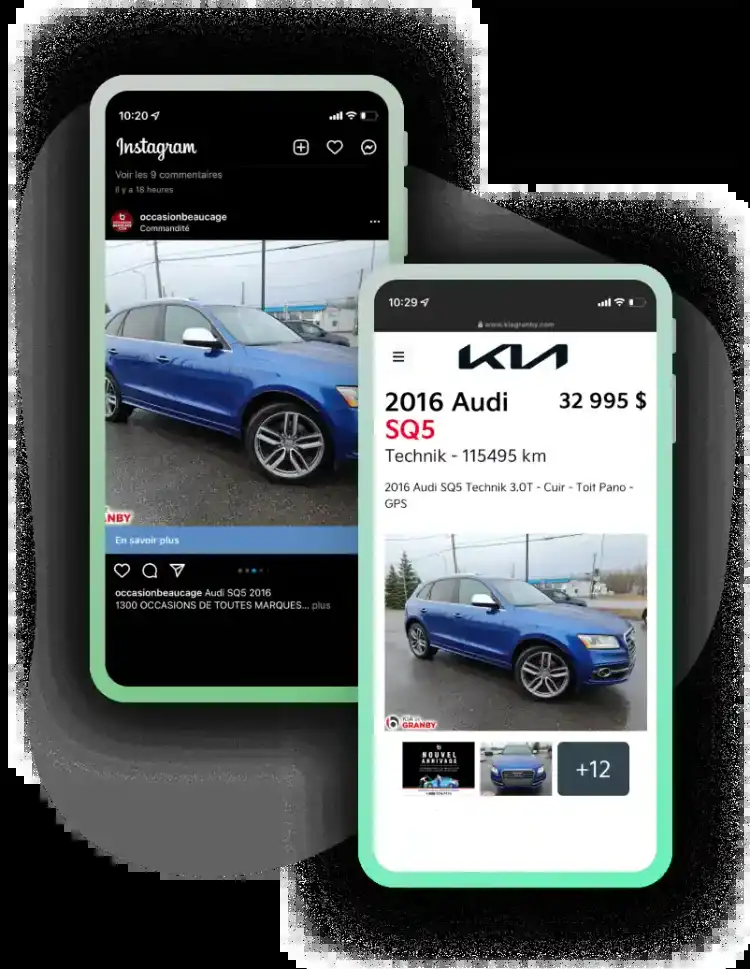 10:20
Instagram
Voir les 9 commentaires
Il y a 18 heures
occasionbeaucage
Commandité
NBY
En savoir plus
occasionbeaucage Audi SQ5 2016
1300 OCCASIONS DE TOUTES MARQUES... plus
10:29
www.kiagranby.com
KIA
2016 Audi
32 995 $
SQ5
Technik - 115495 km
2016 Audi SQ5 Technik 3.0T - Cuir - Toit Pano -
GPS
KIA
GRANBY
NOUVEL
ARRIVAGE
+12